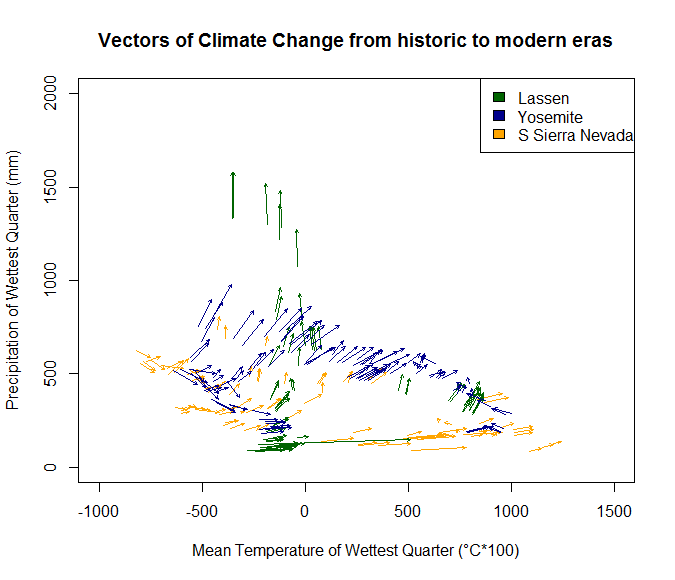 Vectors of Climate Change from historic to modern eras
Lassen
Yosemite
S Sierra Nevada
Precipitation of Wettest Quarter (mm)
2000
1500
1000
500
0
-1000 -500 0 500 1000 1500
Mean Temperature of Wettest Quarter (°C*100)